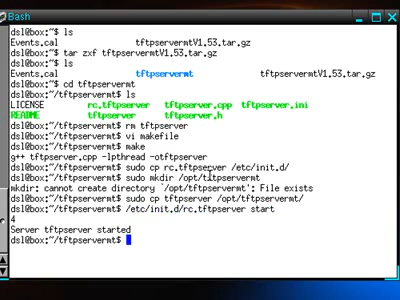 Bash
dsl@box:~$ ls
Events.cal tftpservermtV1.53.tar.gz
dsl@box:~$ tar zxf tftpservermtV1.53.tar.gz
dsl@box:~$ ls
Events.cal tftpservermt tftpservermtV1.53.tar.gz
dsl@box:~$ cd tftpservermt
dsl@box:~/tftpservermt$ ls
LICENSE rc.tftpserver tftpserver.cpp tftpserver.ini
README tftpserver tftpserver.h
dsl@box:~/tftpservermt$ rm tftpserver
dsl@box:~/tftpservermt$ vi makefile
dsl@box:~/tftpservermt$ make
g++ tftpserver.cpp -lpthread -otftpserver
dsl@box:~/tftpservermt$ sudo cp rc.tftpserver /etc/init.d/
dsl@box:~/tftpservermt$ sudo mkdir /opt/tftpservermt
mkdir: cannot create directory `/opt/tftpservermt': File exists
dsl@box:~/tftpservermt$ sudo cp tftpserver /opt/tftpservermt/
dsl@box:~/tftpservermt$ /etc/init.d/rc.tftpserver start
4
Server tftpserver started
dsl@box:~/tftpservermt$